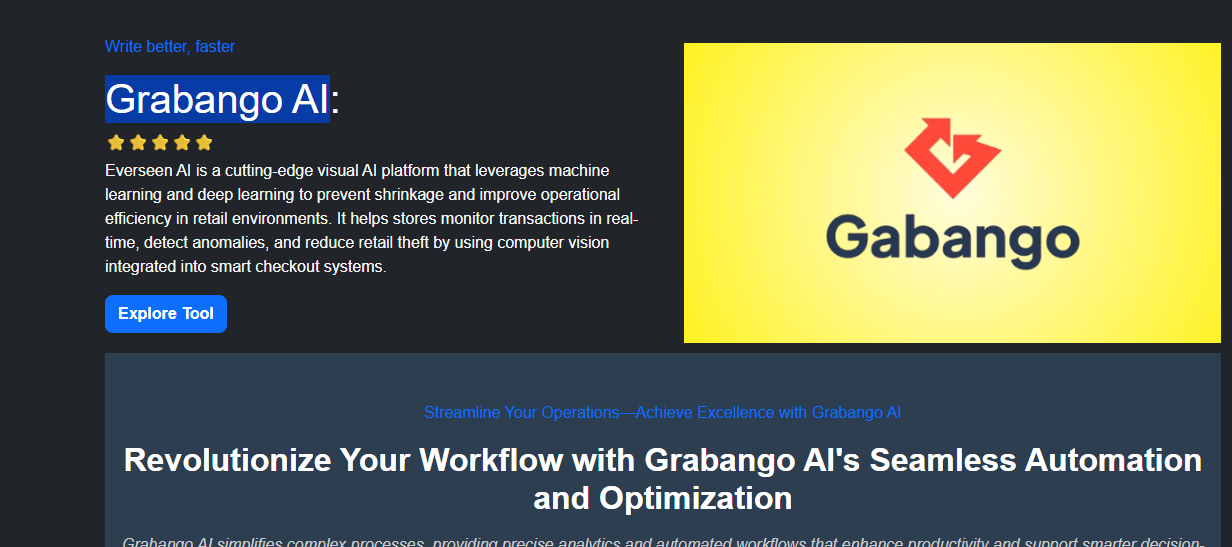 Write better, faster
Grabango AI:
Everseen AI is a cutting-edge visual AI platform that leverages machine
learning and deep learning to prevent shrinkage and improve operational
efficiency in retail environments. It helps stores monitor transactions in real-
time, detect anomalies, and reduce retail theft by using computer vision
integrated into smart checkout systems.
Explore Tool
Gabango
Streamline Your Operations—Achieve Excellence with Grabango AI
Revolutionize Your Workflow with Grabango AI's Seamless Automation
and Optimization
Grabango AI simplifies complex processes, providing precise analytics and automated workflows that enhance productivity and support smarter decision-